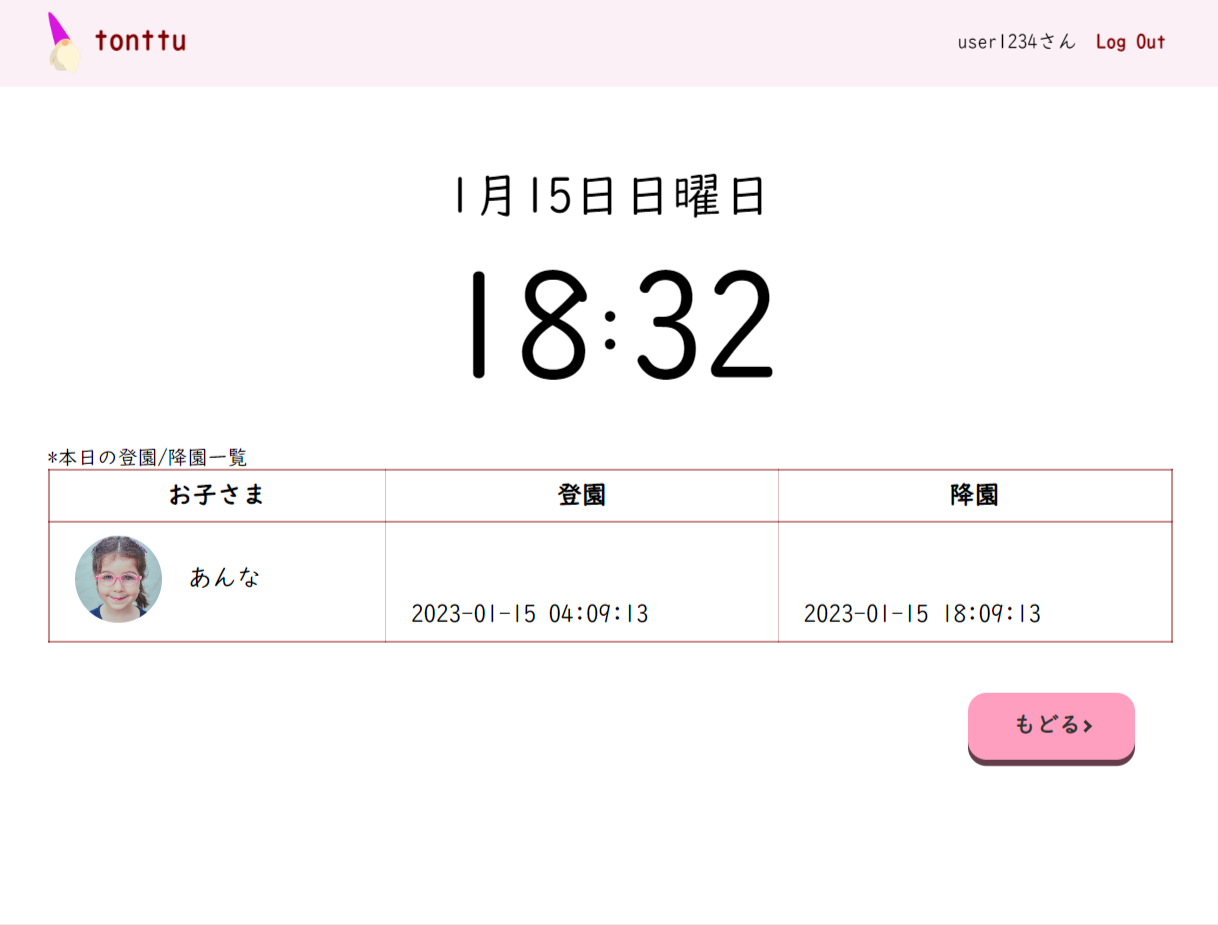 tonttu
user1234さん Log Out
1月15日日曜日
18:32
*本日の登園/降園一覧
お子さま 登園 降園
あんな
2023-01-15 04:09:13 2023-01-15 18:09:13
もどる>